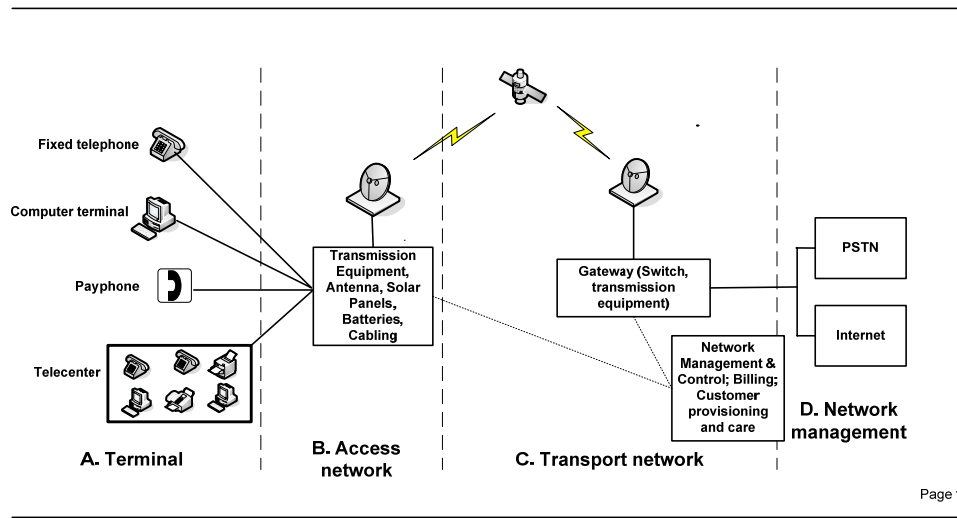 Fixed telephone
Computer terminal
Payphone
Telecenter
A. Terminal
Transmission
Equipment,
Antenna, Solar
Panels,
Batteries,
Cabling
B. Access
network
Gateway (Switch,
transmission
equipment)
Network
Management &
Control; Billing;
Customer
provisioning
and care
C. Transport network
PSTN
Internet
D. Network
management
Page